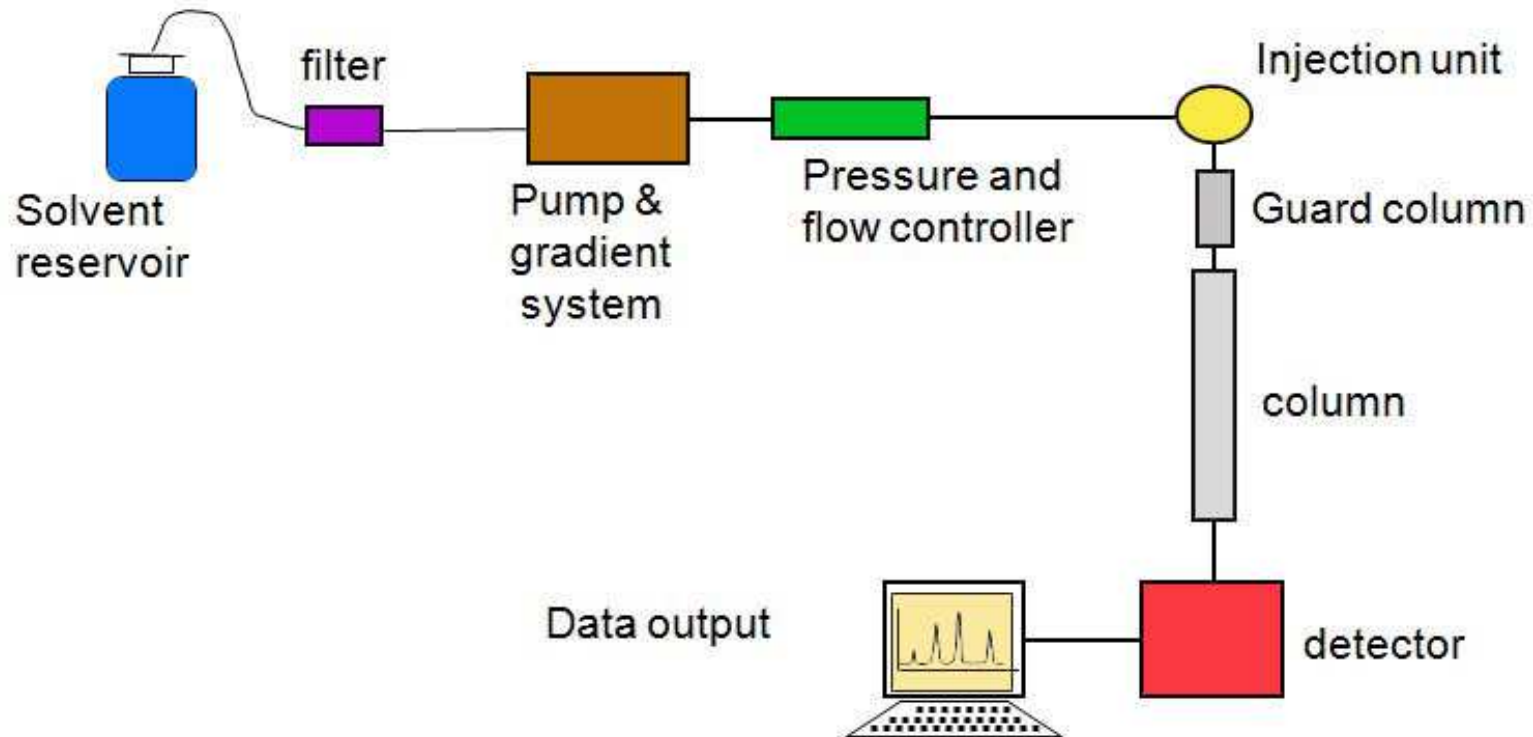 filter
Injection unit
Solvent
reservoir
Pump &
gradient
system
Pressure and
flow controller
Guard column
column
Data output
detector